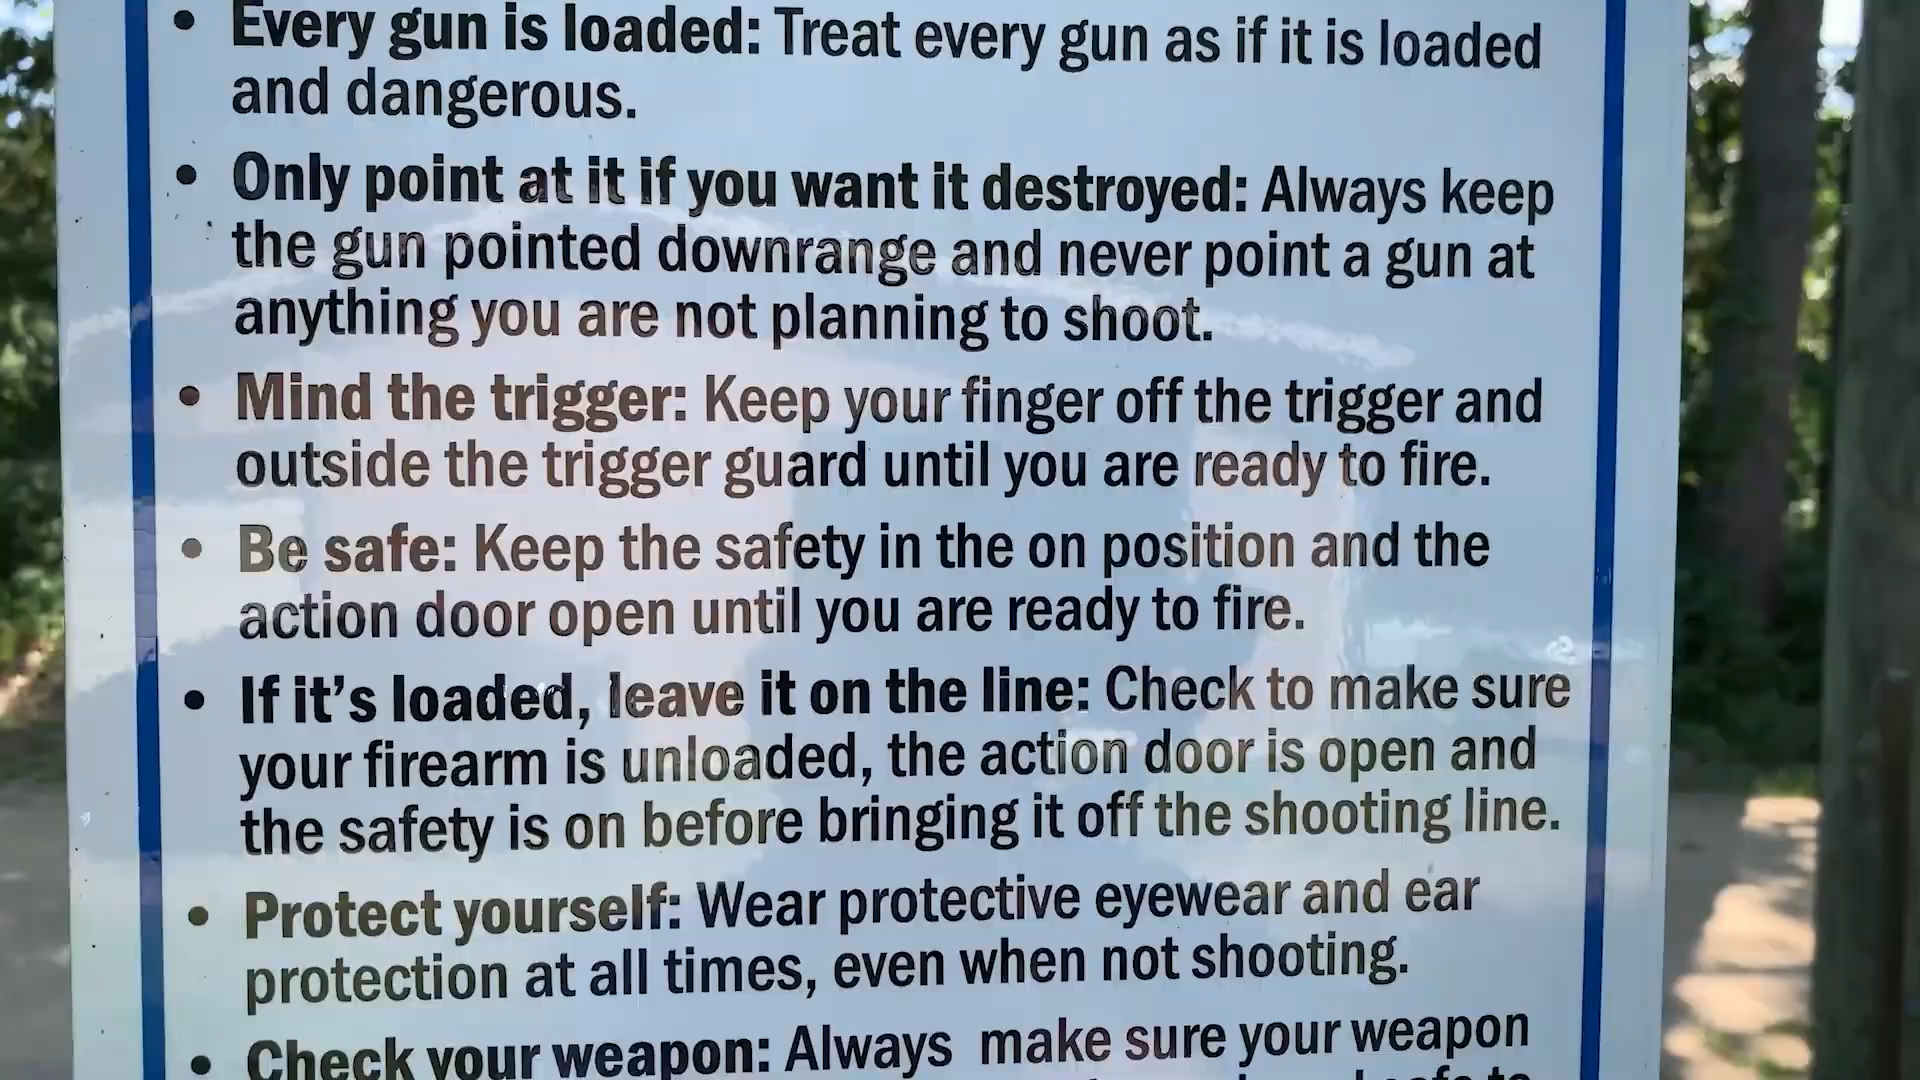 • Every gun is loaded: Treat every gun as if it is loaded
and dangerous.
• Only point at it if you want it destroyed: Always keep
the gun pointed downrange and never point a gun at
anything you are not planning to shoot.
• Mind the trigger: Keep your finger off the trigger and
outside the trigger guard until you are ready to fire.
• Be safe: Keep the safety in the on position and the
action door open until you are ready to fire.
• If it’s loaded, leave it on the line: Check to make sure
your firearm is unloaded, the action door is open and
the safety is on before bringing it off the shooting line.
• Protect yourself: Wear protective eyewear and ear
protection at all times, even when not shooting.
• Check your weapon: Always make sure your weapon